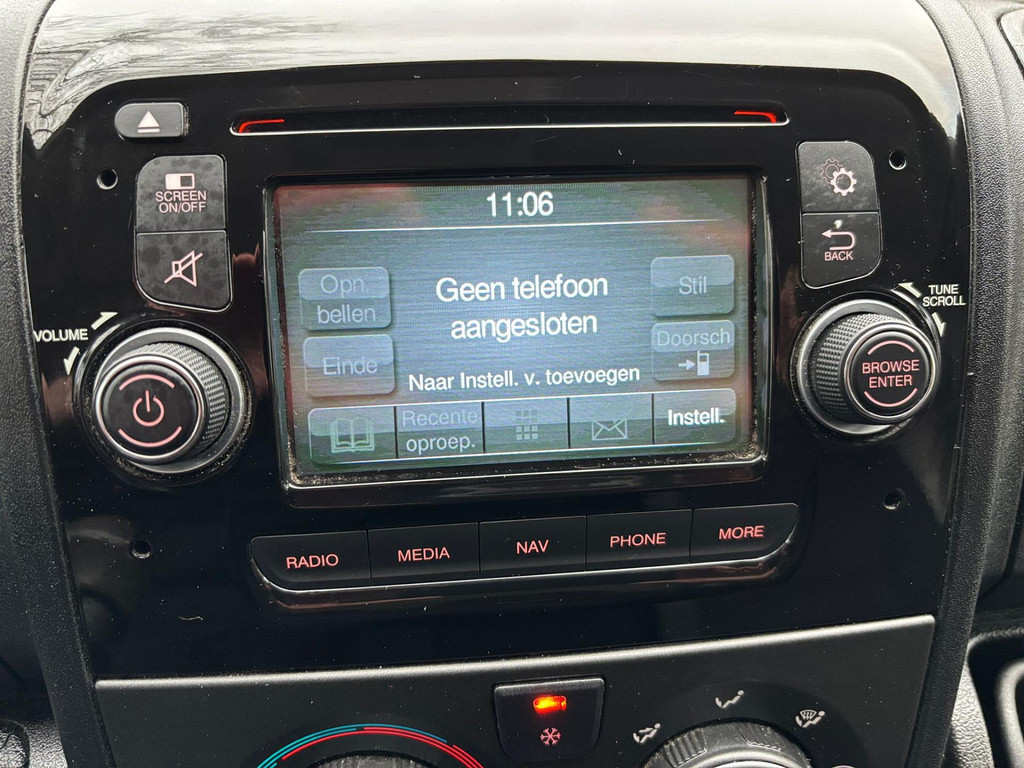 SCREEN
ON/OFF
VOLUME
11:06
Opn.
bellen
Einde
Geen telefoon
aangesloten
Naar Instell. v. toevoegen
Stil
Doorsch
Recente
oproep.
Instell.
BACK
TUNE
SCROLL
BROWSE
ENTER
RADIO
MEDIA
NAV
PHONE
MORE